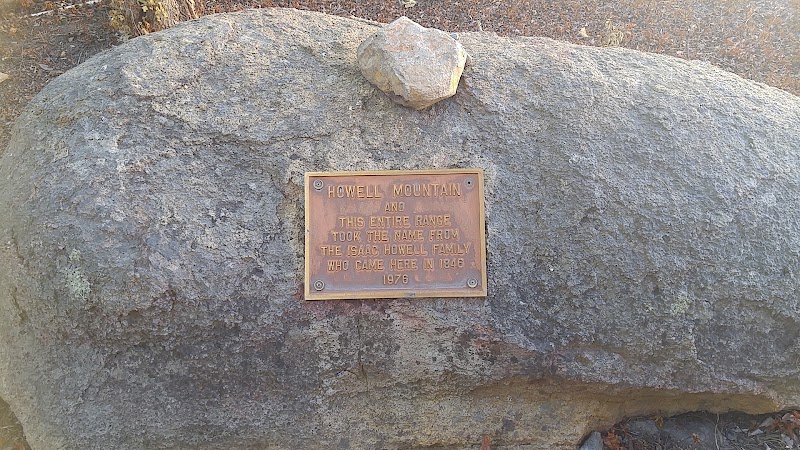 HOWELL MOUNTAIN
AND
THIS ENTIRE RANGE
TOOK THE NAME FROM
THE ISAAC HOWELL FAMILY
WHO CAME HERE IN 1846
1976